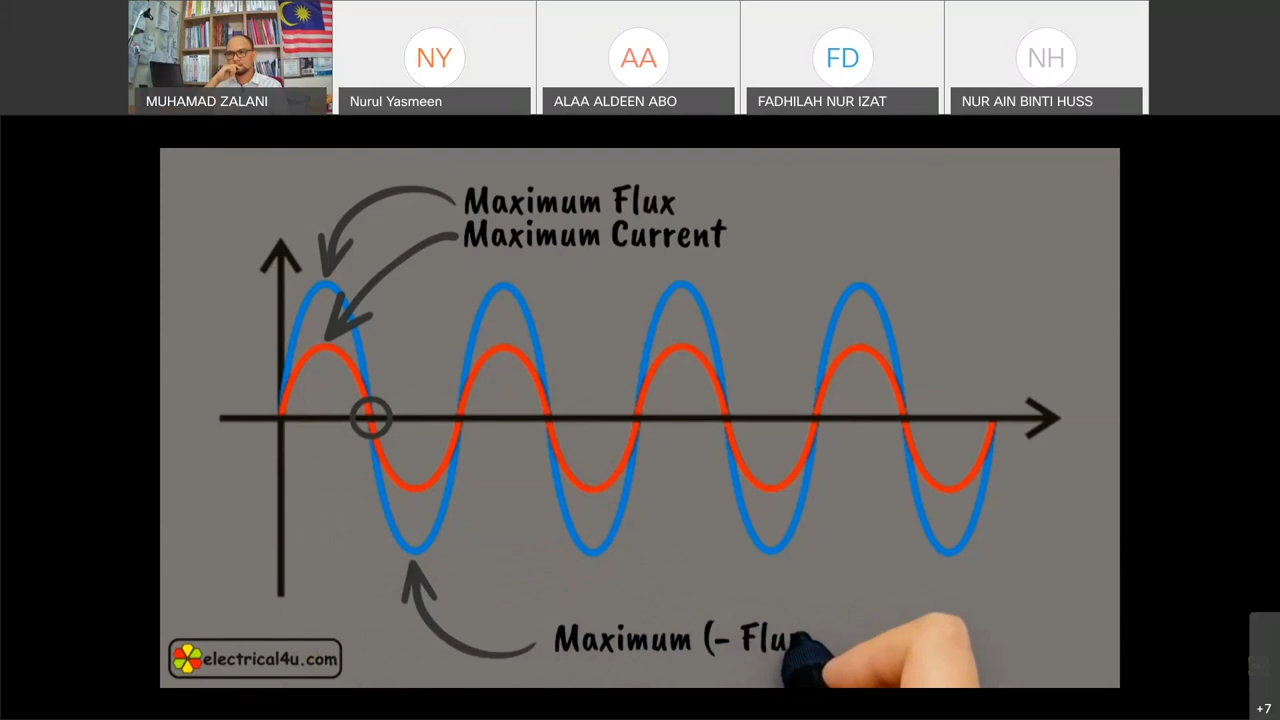 MUHAMAD ZALANI
NY
Nurul Yasmeen
AA
ALAA ALDEEN ABO
FD
FADHILAH NUR IZAT
NH
NUR AIN BINTI HUSS
Maximum Flux
Maximum Current
Maximum (- Flu
electrical4u.com
+7